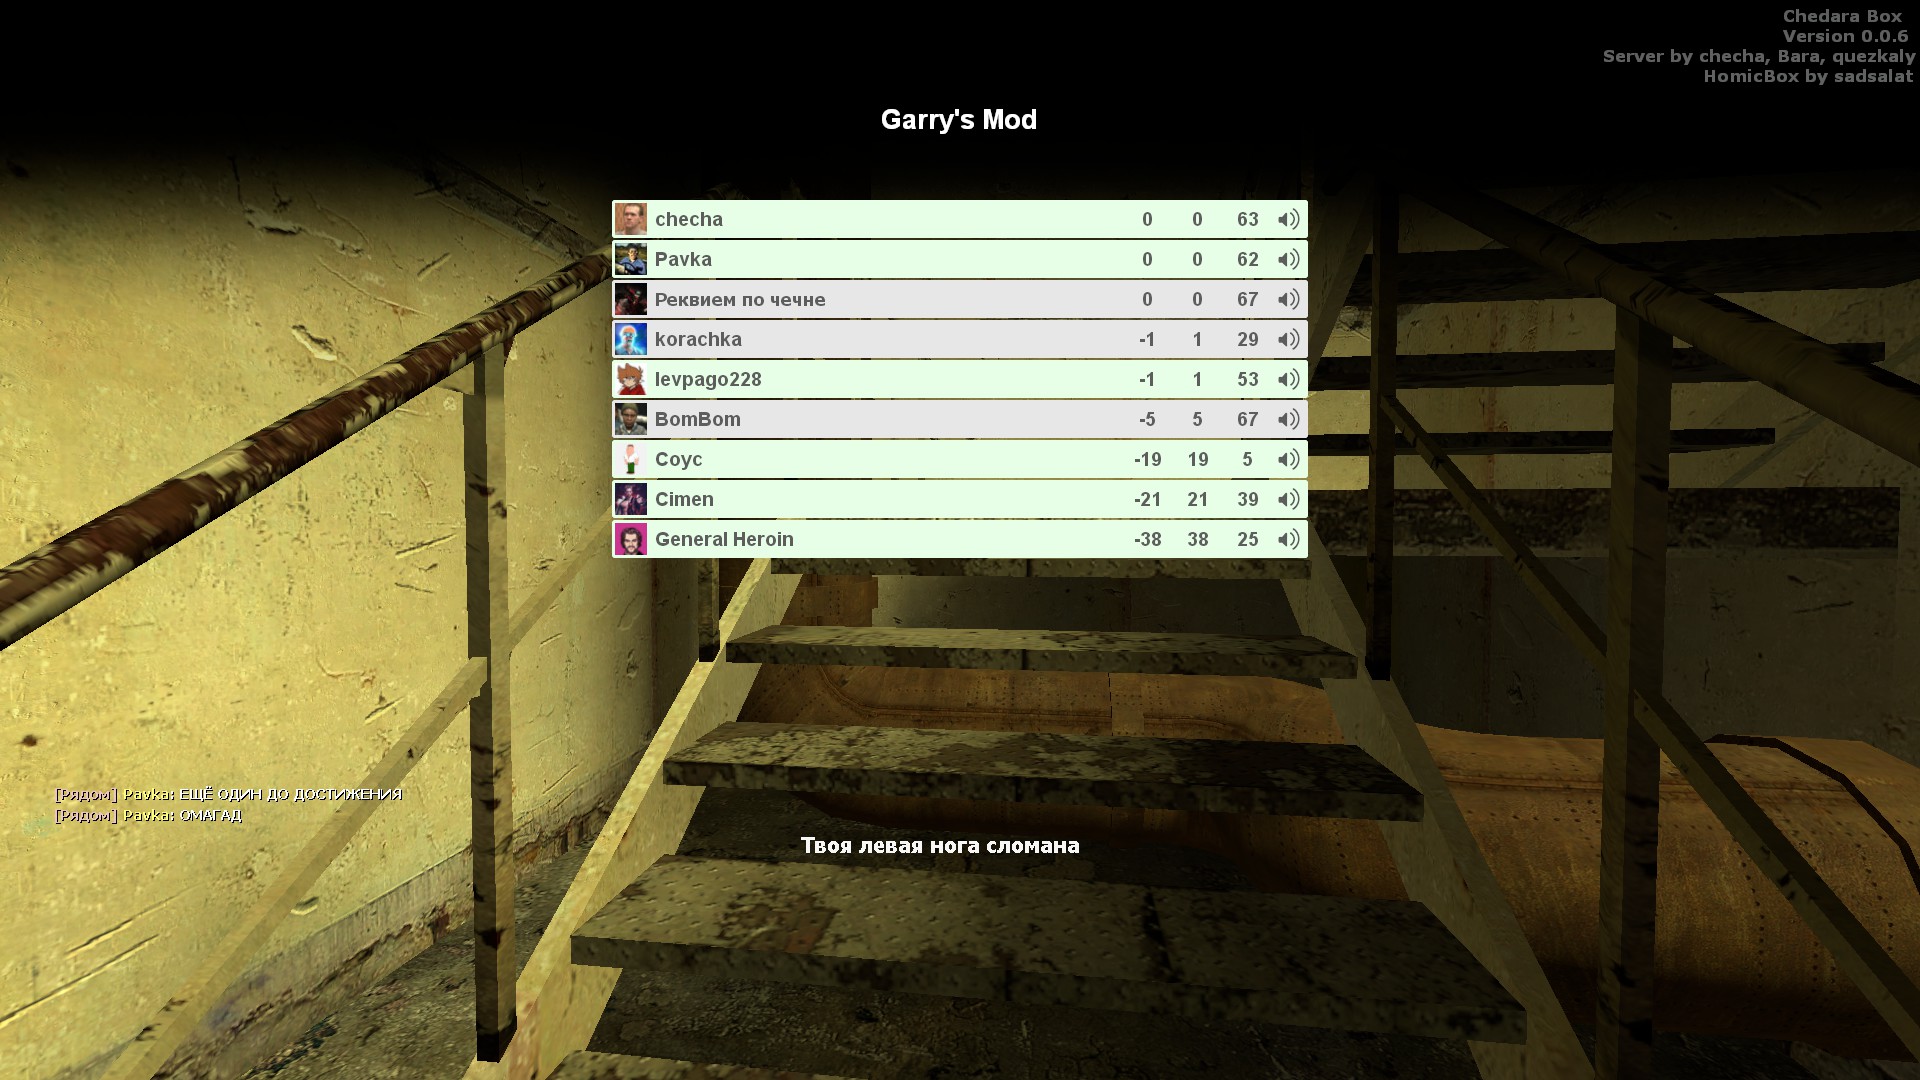 Chedara Box
Version 0.0.6
Server by checha, Bara, quezkaly
HomicBox by sadsalat
Garry's Mod
checha 0 0 63
Pavka 0 0 62
Реквием по чечне 0 0 67
korachka -1 1 29
levpago228 -1 1 53
BomBom -5 5 67
Coyc -19 19 5
Cimen -21 21 39
General Heroin -38 38 25
[Рядом] Pavka: ЕЩЁ ОДИН ДО ДОСТИЖЕНИЯ
[Рядом] Pavka: ОМАГАД
Твоя левая нога сломана